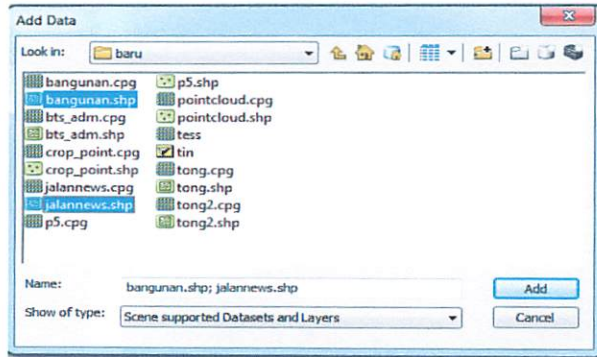 Add Data
Look in: baru
bangunan.cpg
bangunan.shp
bts_adm.cpg
bts_adm.shp
crop_point.cpg
crop_point.shp
jalannews.cpg
jalannews.shp
p5.cpg
p5.shp
pointcloud.cpg
pointcloud.shp
tess
tin
tong.cpg
tong.shp
tong2.cpg
tong2.shp
Name: bangunan.shp; jalannews.shp
Add
Show of type: Scene supported Datasets and Layers
Cancel